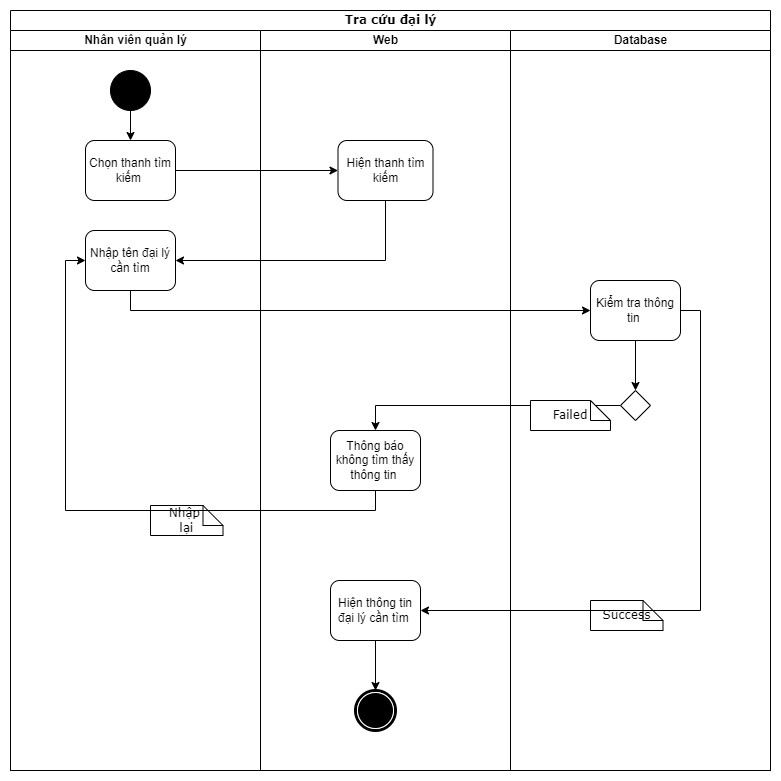 Tra cứu đại lý
Nhân viên quản lý
Web
Database
Chọn thanh tìm
kiếm
Hiện thanh tìm
kiếm
Nhập tên đại lý
cần tìm
Kiểm tra thông
tin
Failed
Thông báo
không tìm thấy
thông tin
Nhập
lại
Hiện thông tin
đại lý cần tìm
Success